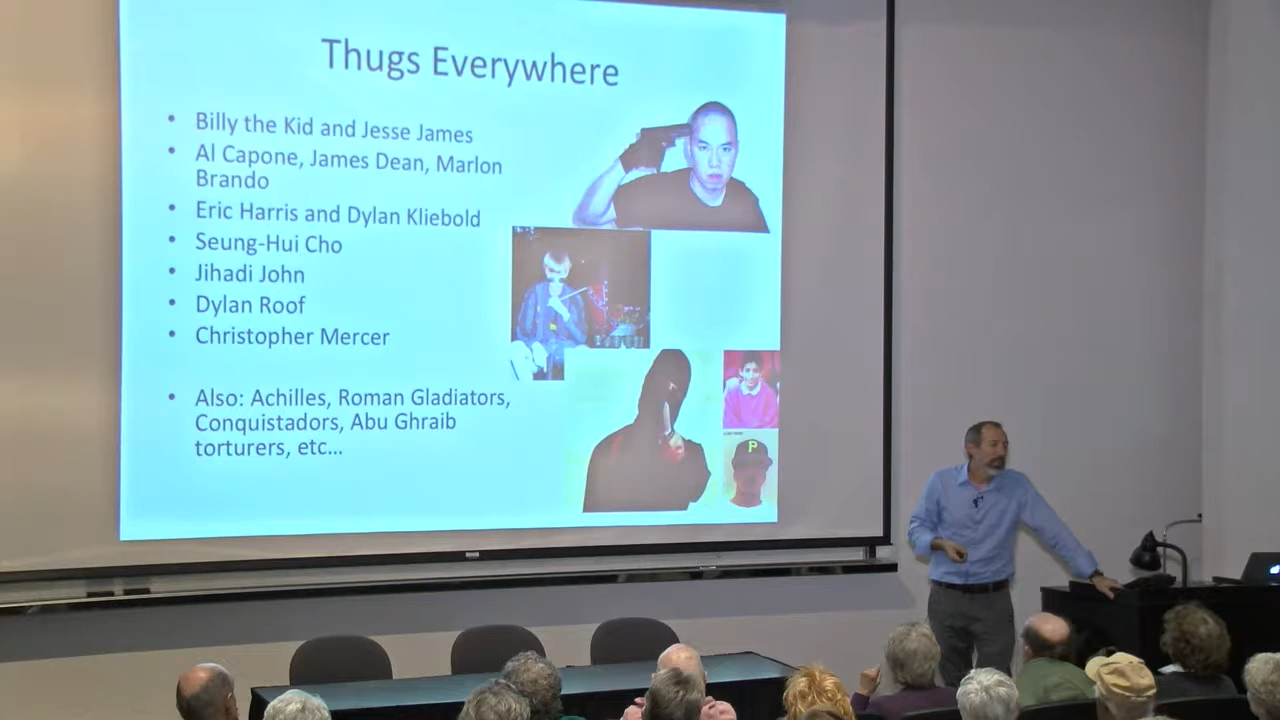 Thugs Everywhere
• Billy the Kid and Jesse James
• Al Capone, James Dean, Marlon
Brando
• Eric Harris and Dylan Kliebold
• Seung-Hui Cho
• Jihadi John
• Dylan Roof
• Christopher Mercer
• Also: Achilles, Roman Gladiators,
Conquistadors, Abu Ghraib
torturers, etc...
P